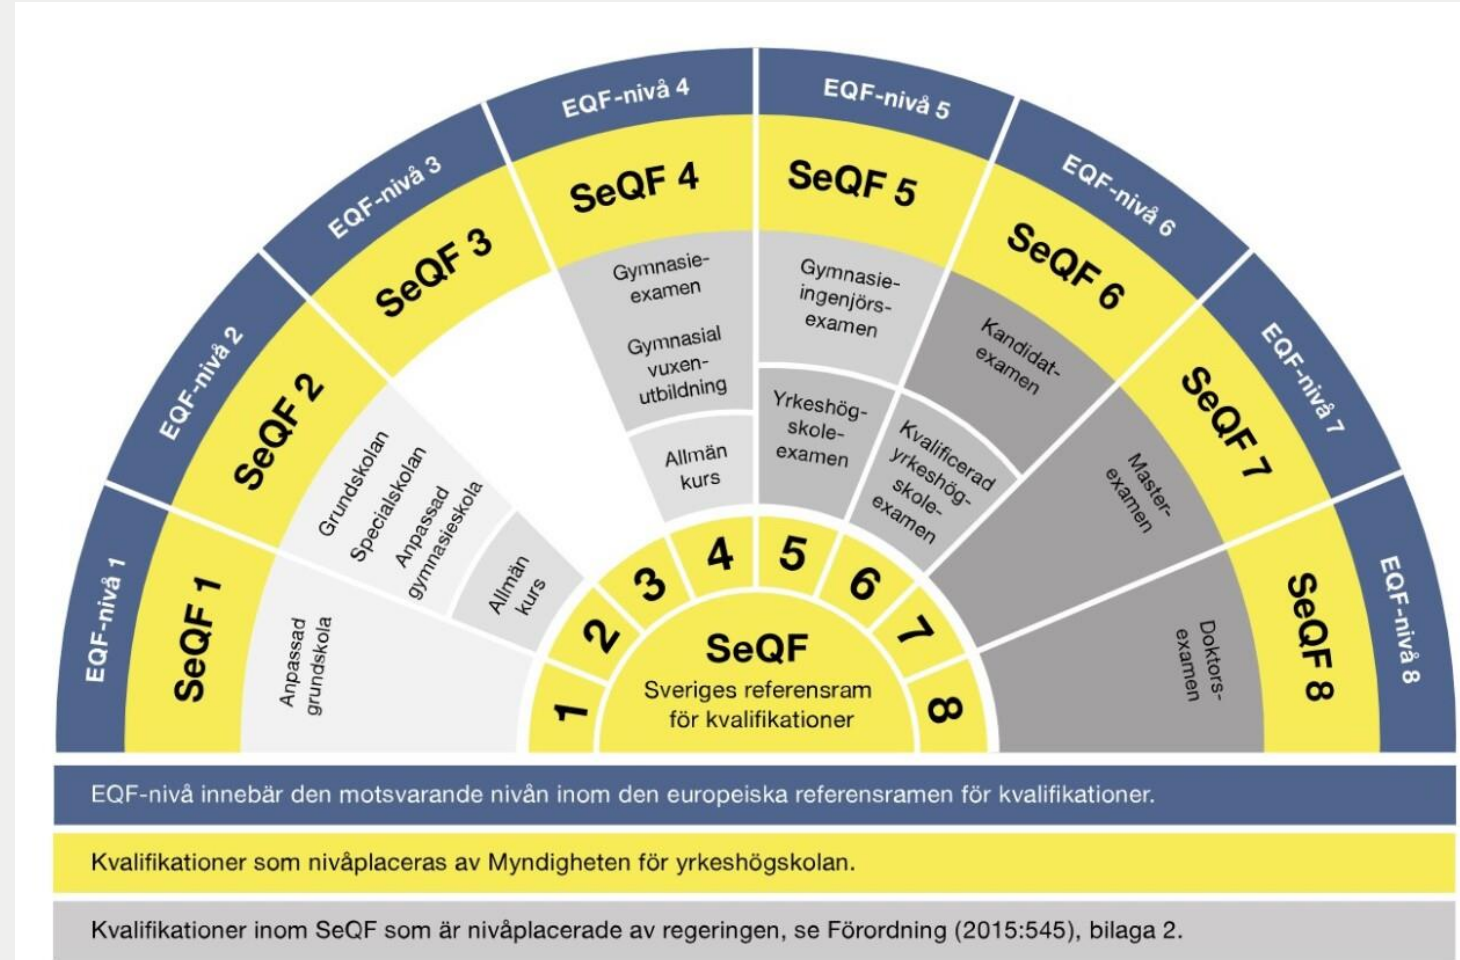 EQF-nivå 1
EQF-nivå 2
EQF-nivå 3
EQF-nivå 4
EQF-nivå 5
EQF-nivå 6
EQF-nivå 7
EQF-nivå 8
SeQF 1
SeQF 2
SeQF 3
SeQF 4
SeQF 5
SeQF 6
SeQF 7
SeQF 8
Anpassad
grundskola
Grundskolan
Specialskolan
Anpassad
gymnasieskola
Allmän
kurs
Gymnasie-
examen
Gymnasial
vuxen-
utbildning
Allmän
kurs
Gymnasie-
ingenjörs-
examen
Yrkeshög-
skole-
examen
Kandidat-
examen
Kvalificerad
yrkeshög-
skole-
examen
Master-
examen
Doktors-
examen
1
2
3
4
5
6
7
8
SeQF
Sveriges referensram
för kvalifikationer
EQF-nivå innebär den motsvarande nivån inom den europeiska referensramen för kvalifikationer.
Kvalifikationer som nivåplaceras av Myndigheten för yrkeshögskolan.
Kvalifikationer inom SeQF som är nivåplacerade av regeringen, se Förordning (2015:545), bilaga 2.